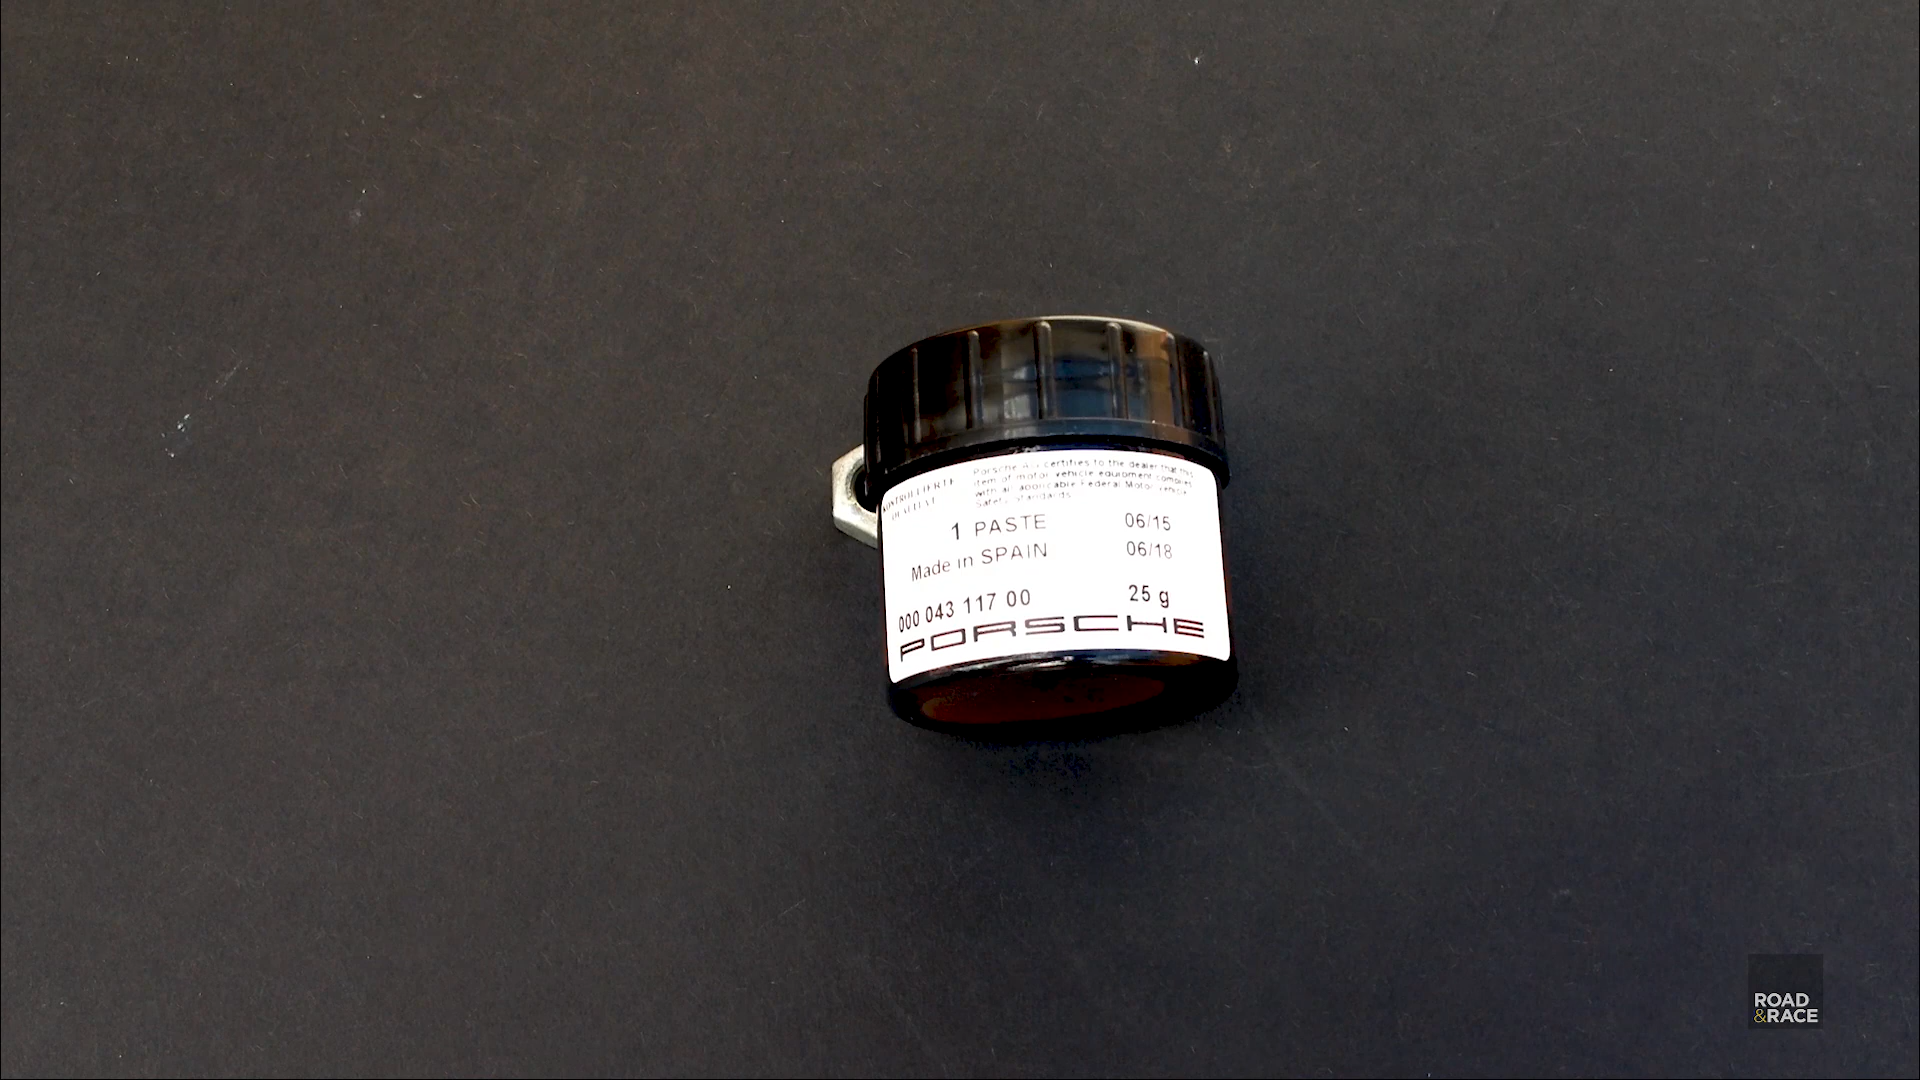 KONTROLLIERTE
QUALITÄT
Porsche A.G. certifies to the dealer that this
item of motor vehicle equipment complies
with all applicable Federal Motor Vehicle
Safety standards
1 PASTE 06/15
Made in SPAIN 06/18
000 043 117 00 25 g
PORSCHE
ROAD
&RACE